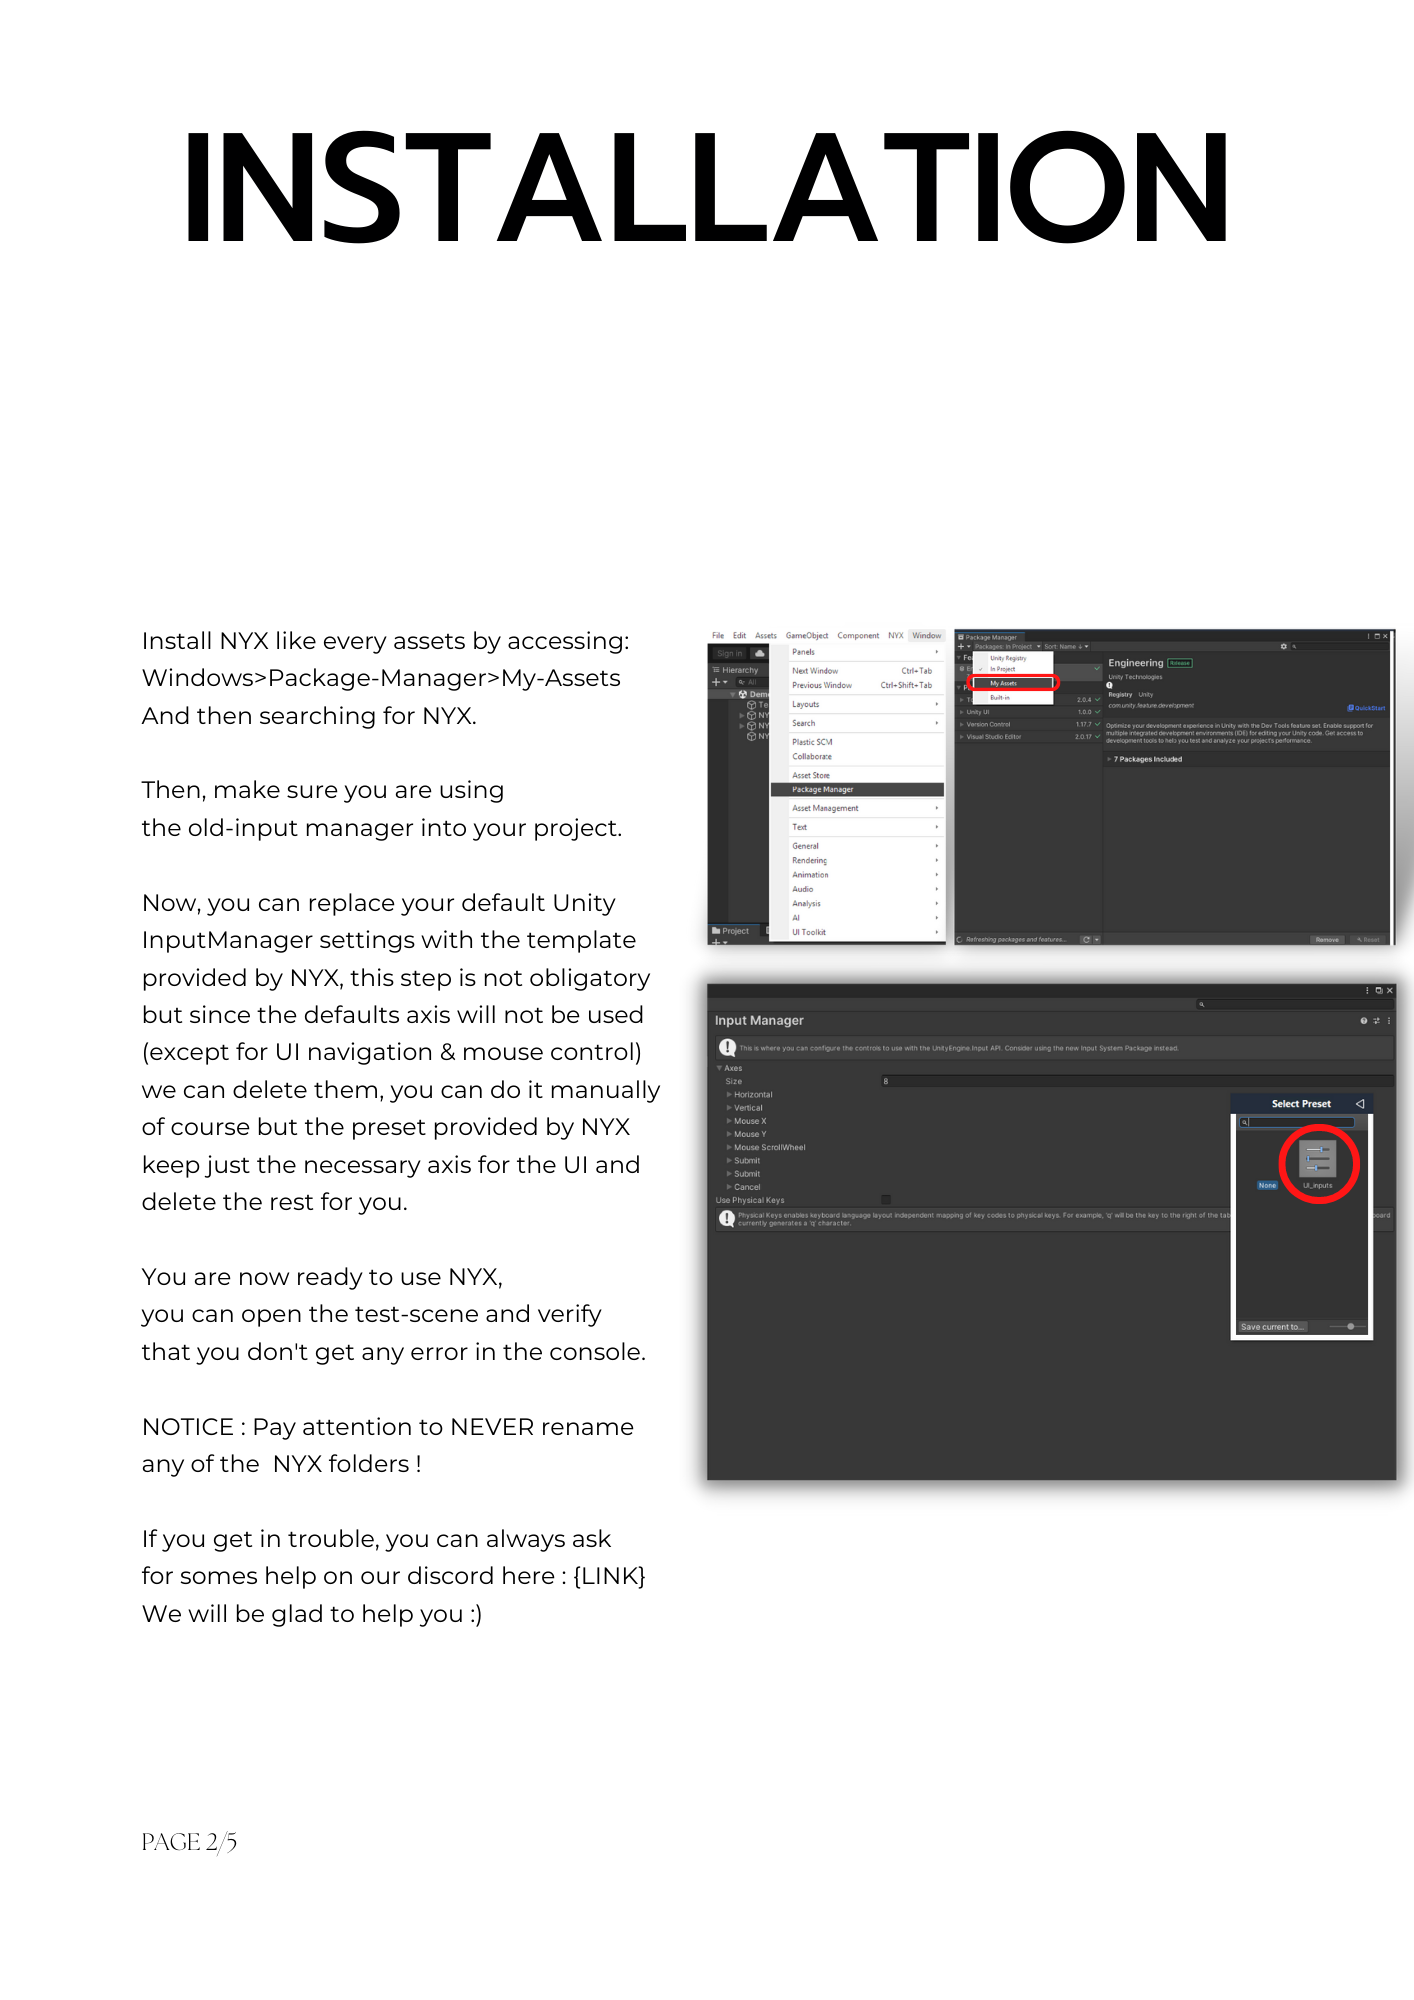 INSTALLATION
Install NYX like every assets by accessing:
Windows>Package-Manager>My-Assets
And then searching for NYX.
Then, make sure you are using
the old-input manager into your project.
Now, you can replace your default Unity
InputManager settings with the template
provided by NYX, this step is not obligatory
but since the defaults axis will not be used
(except for UI navigation & mouse control)
we can delete them, you can do it manually
of course but the preset provided by NYX
keep just the necessary axis for the UI and
delete the rest for you.
You are now ready to use NYX,
you can open the test-scene and verify
that you don't get any error in the console.
NOTICE : Pay attention to NEVER rename
any of the  NYX folders !
If you get in trouble, you can always ask
for somes help on our discord here : {LINK}
We will be glad to help you :)
File Edit Assets GameObject Component NYX Window
Sign in
Hierarchy
All
Demo
Te
NY
NY
NY
Project
Panels
Next Window Ctrl+Tab
Previous Window Ctrl+Shift+Tab
Layouts
Search
Plastic SCM
Collaborate
Asset Store
Package Manager
Asset Management
Text
General
Rendering
Animation
Audio
Analysis
AI
UI Toolkit
Package Manager
Packages: In Project Sort: Name ↓
Unity Registry
In Project
My Assets
Built-in
2.0.4
Unity UI 1.0.0
Version Control 1.17.7
Visual Studio Editor 2.0.17
Refreshing packages and features...
Engineering Release
Unity Technologies
Registry Unity
com.unity.feature.development
QuickStart
Optimize your development experience in Unity with the Dev Tools feature set. Enable support for
multiple integrated development environments (IDE) for editing your Unity code. Get access to
development tools to help you test and analyze your project's performance.
7 Packages Included
Remove Reset
Input Manager
This is where you can configure the controls to use with the UnityEngine.Input API. Consider using the new Input System Package instead.
Axes
Size 8
Horizontal
Vertical
Mouse X
Mouse Y
Mouse ScrollWheel
Submit
Submit
Cancel
Use Physical Keys
Physical Keys enables keyboard language layout independent mapping of key codes to physical keys. For example, 'q' will be the key to the right of the tab
currently generates a 'q' character.
Select Preset
None UI_inputs
Save current to...
PAGE 2/5